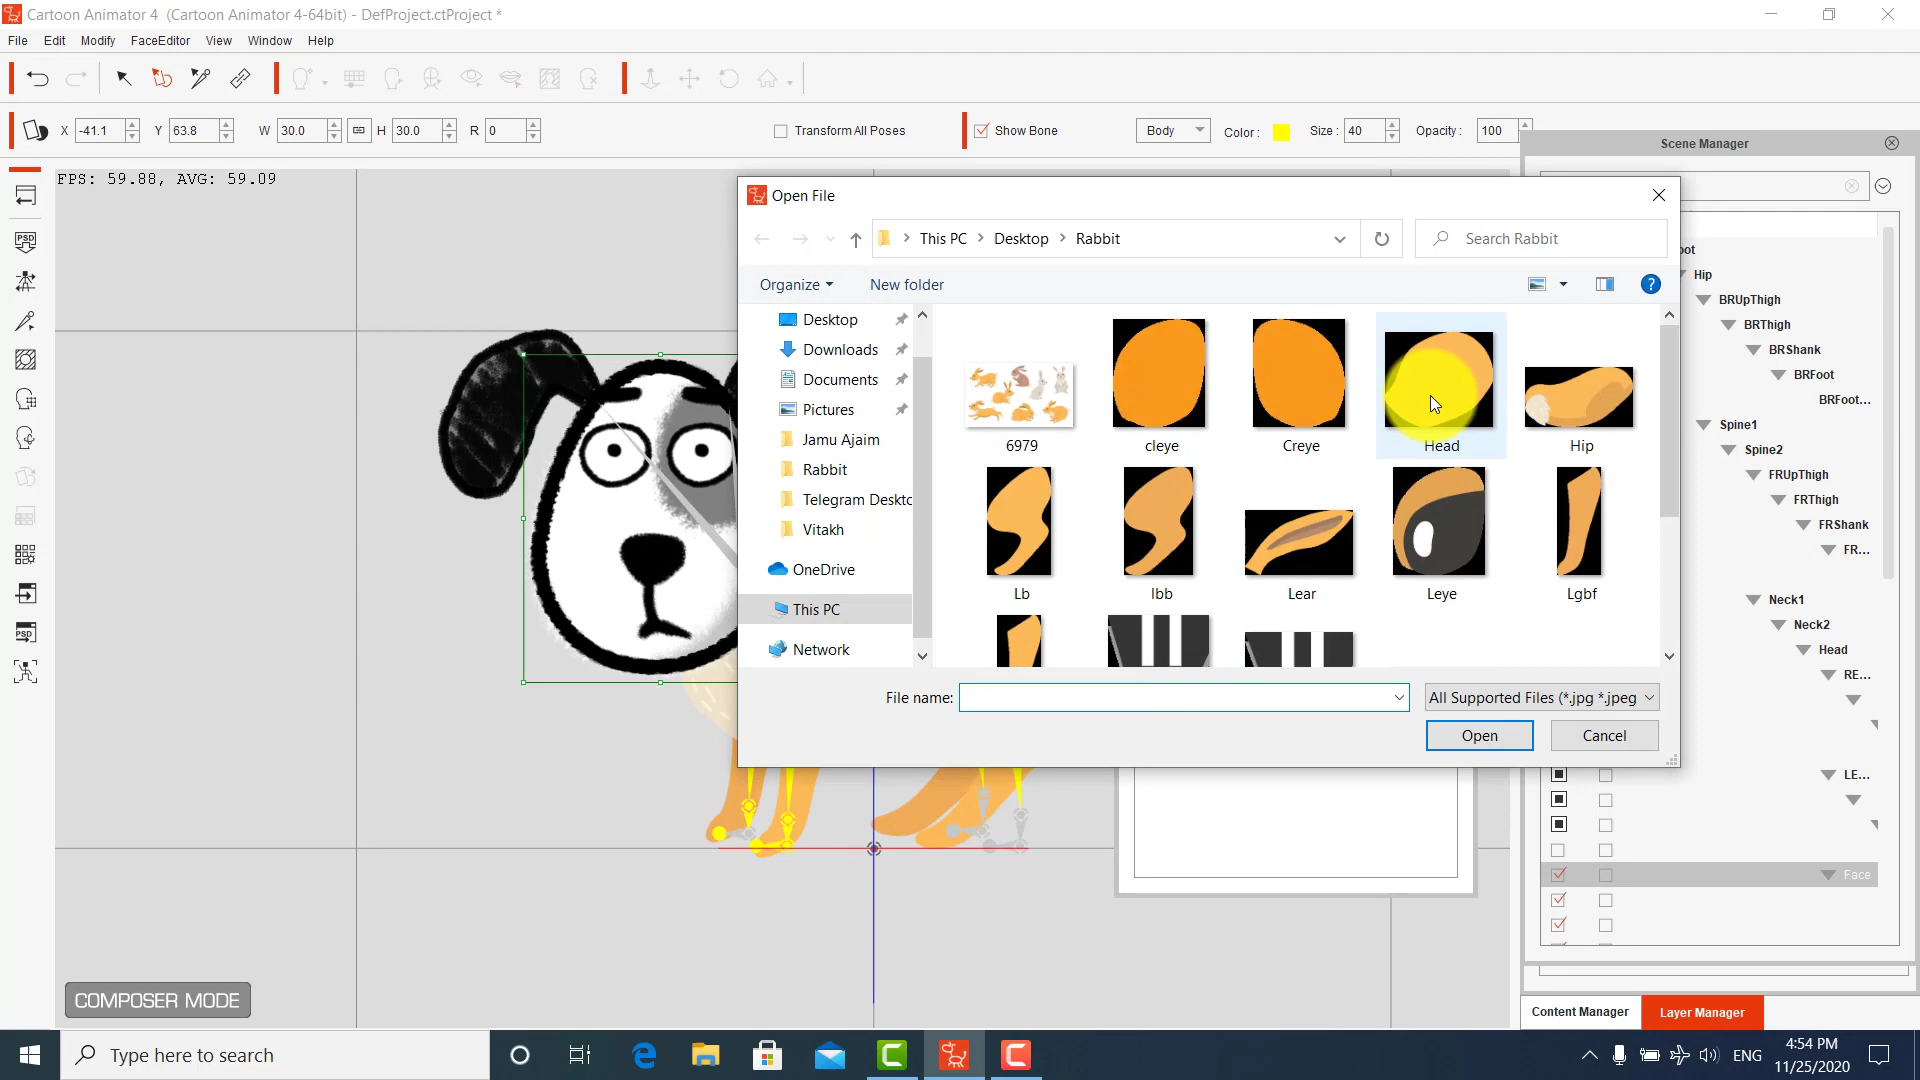 Cartoon Animator 4  (Cartoon Animator 4-64bit) - DefProject.ctProject *
File Edit Modify FaceEditor View Window Help
X -41.1 Y 63.8 W 30.0 H 30.0 R 0 Transform All Poses Show Bone Body Color : Size : 40 Opacity : 100
Scene Manager
FPS: 59.88, AVG: 59.09
Open File
This PC Desktop Rabbit Search Rabbit
Organize New folder
Desktop
Downloads
Documents
Pictures
Jamu Ajaim
Rabbit
Telegram Deskto
Vitakh
OneDrive
This PC
Network
6979 cleye Creye Head Hip
Lb lbb Lear Leye Lgbf
File name: All Supported Files (*.jpg *.jpeg
Open Cancel
oot
Hip
BRUpThigh
BRThigh
BRShank
BRFoot
BRFoot...
Spine1
Spine2
FRUpThigh
FRThigh
FRShank
FR...
Neck1
Neck2
Head
RE...
LE...
Face
PSD
PSD
COMPOSER MODE
Content Manager Layer Manager
Type here to search
ENG
4:54 PM
11/25/2020